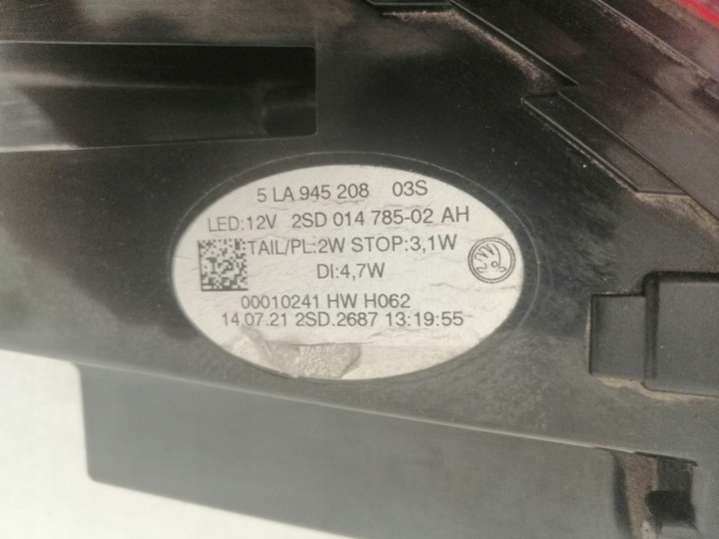 5 LA 945 208 03S
LED:12V 2SD 014 785-02 AH
TAIL/PL:2W STOP:3,1W
DI:4,7W
00010241 HW H062
14.07.21 2SD.2687 13:19:55